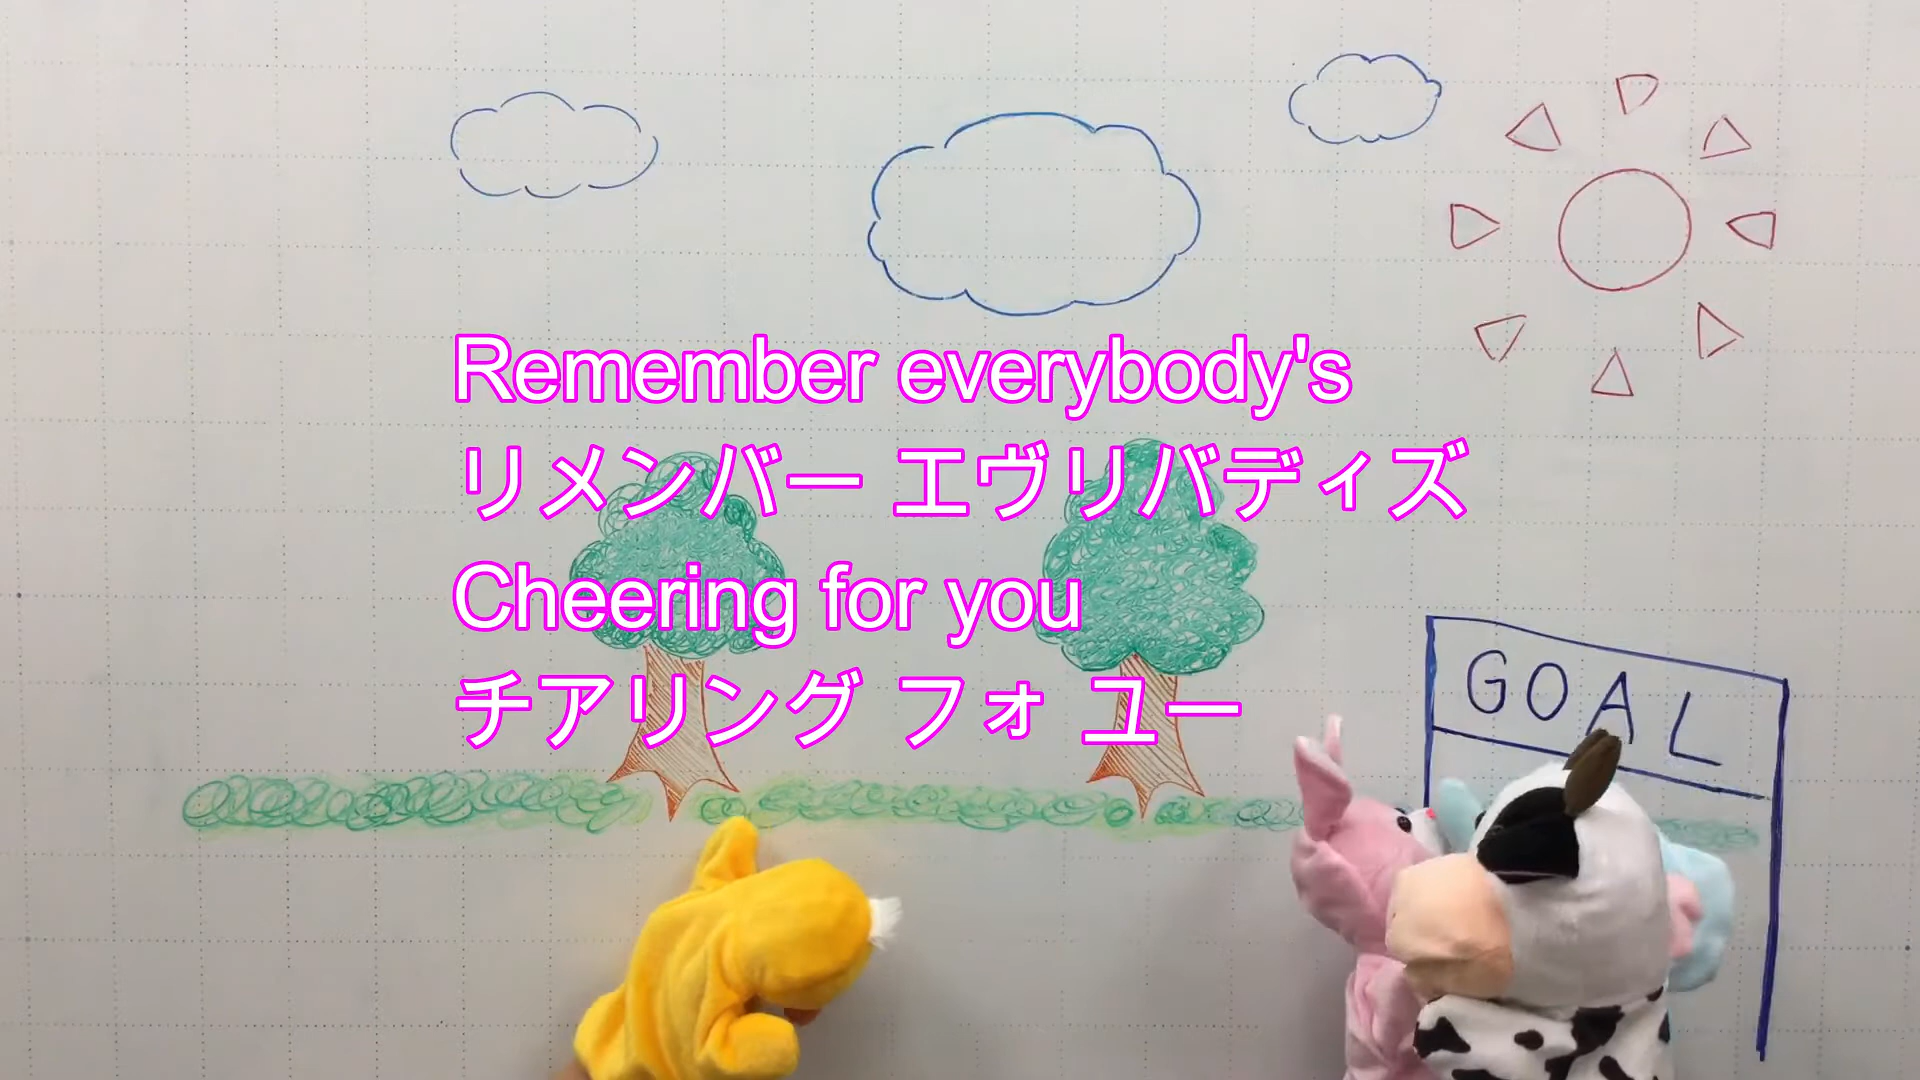 Remember everybody's
リメンバー エヴリバディズ
Cheering for you
チアリング フォ ユー
GOAL